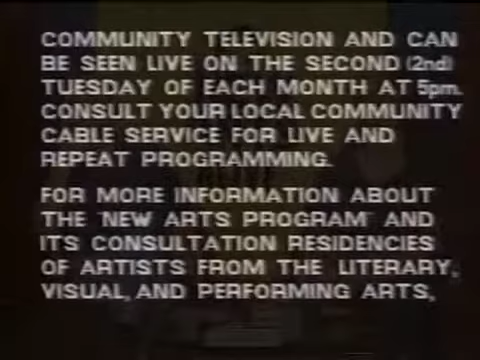 COMMUNITY TELEVISION AND CAN
BE SEEN LIVE ON THE SECOND (2nd)
TUESDAY OF EACH MONTH AT 5pm.
CONSULT YOUR LOCAL COMMUNITY
CABLE SERVICE FOR LIVE AND
REPEAT PROGRAMMING.
FOR MORE INFORMATION ABOUT
THE "NEW ARTS PROGRAM" AND
ITS CONSULTATION RESIDENCIES
OF ARTISTS FROM THE LITERARY,
VISUAL, AND PERFORMING ARTS,